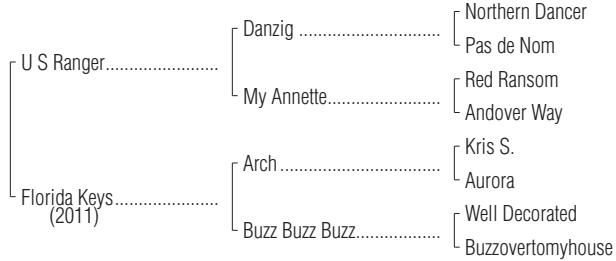 Northern Dancer
Danzig ..............................
Pas de Nom
U S Ranger........................
Red Ransom
My Annette........................
Andover Way
Kris S.
Arch ..................................
Aurora
Florida Keys......................
(2011)
Well Decorated
Buzz Buzz Buzz..................
Buzzovertomyhouse